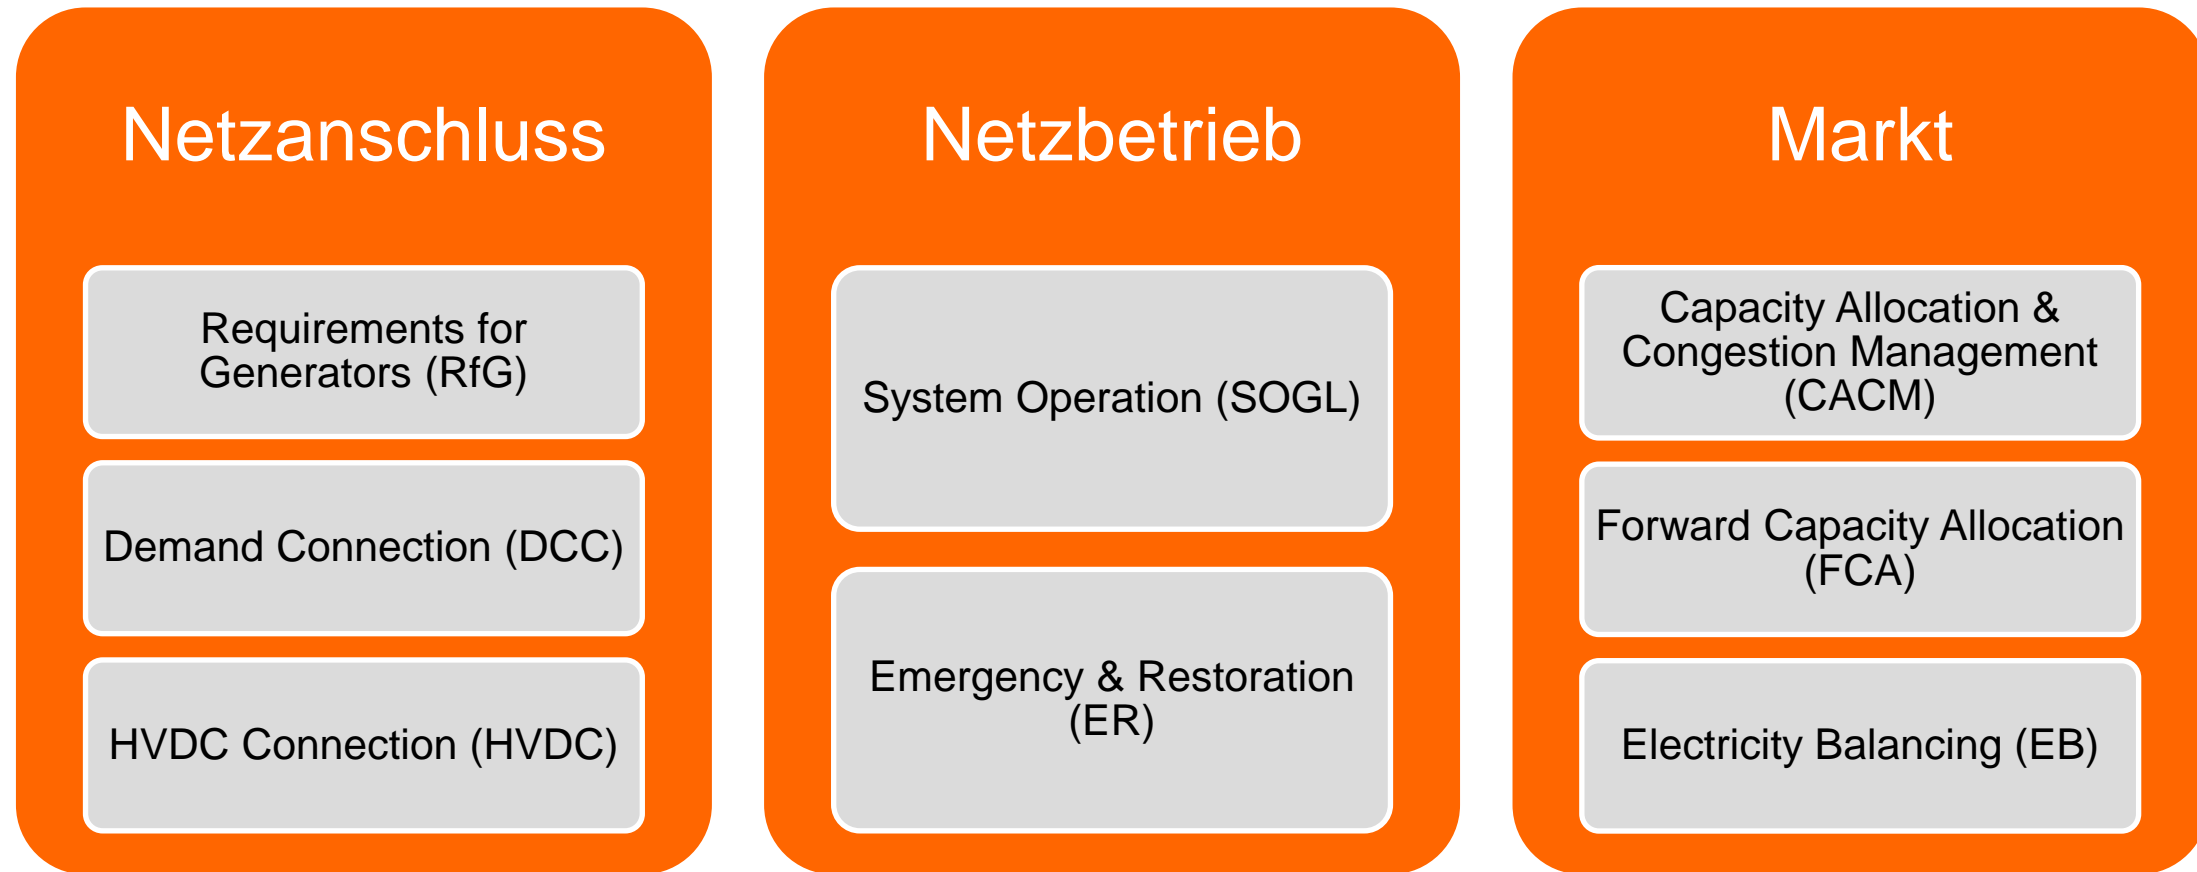 Netzanschluss
Requirements for
Generators (RfG)
Demand Connection (DCC)
HVDC Connection (HVDC)
Netzbetrieb
System Operation (SOGL)
Emergency & Restoration
(ER)
Markt
Capacity Allocation &
Congestion Management
(CACM)
Forward Capacity Allocation
(FCA)
Electricity Balancing (EB)